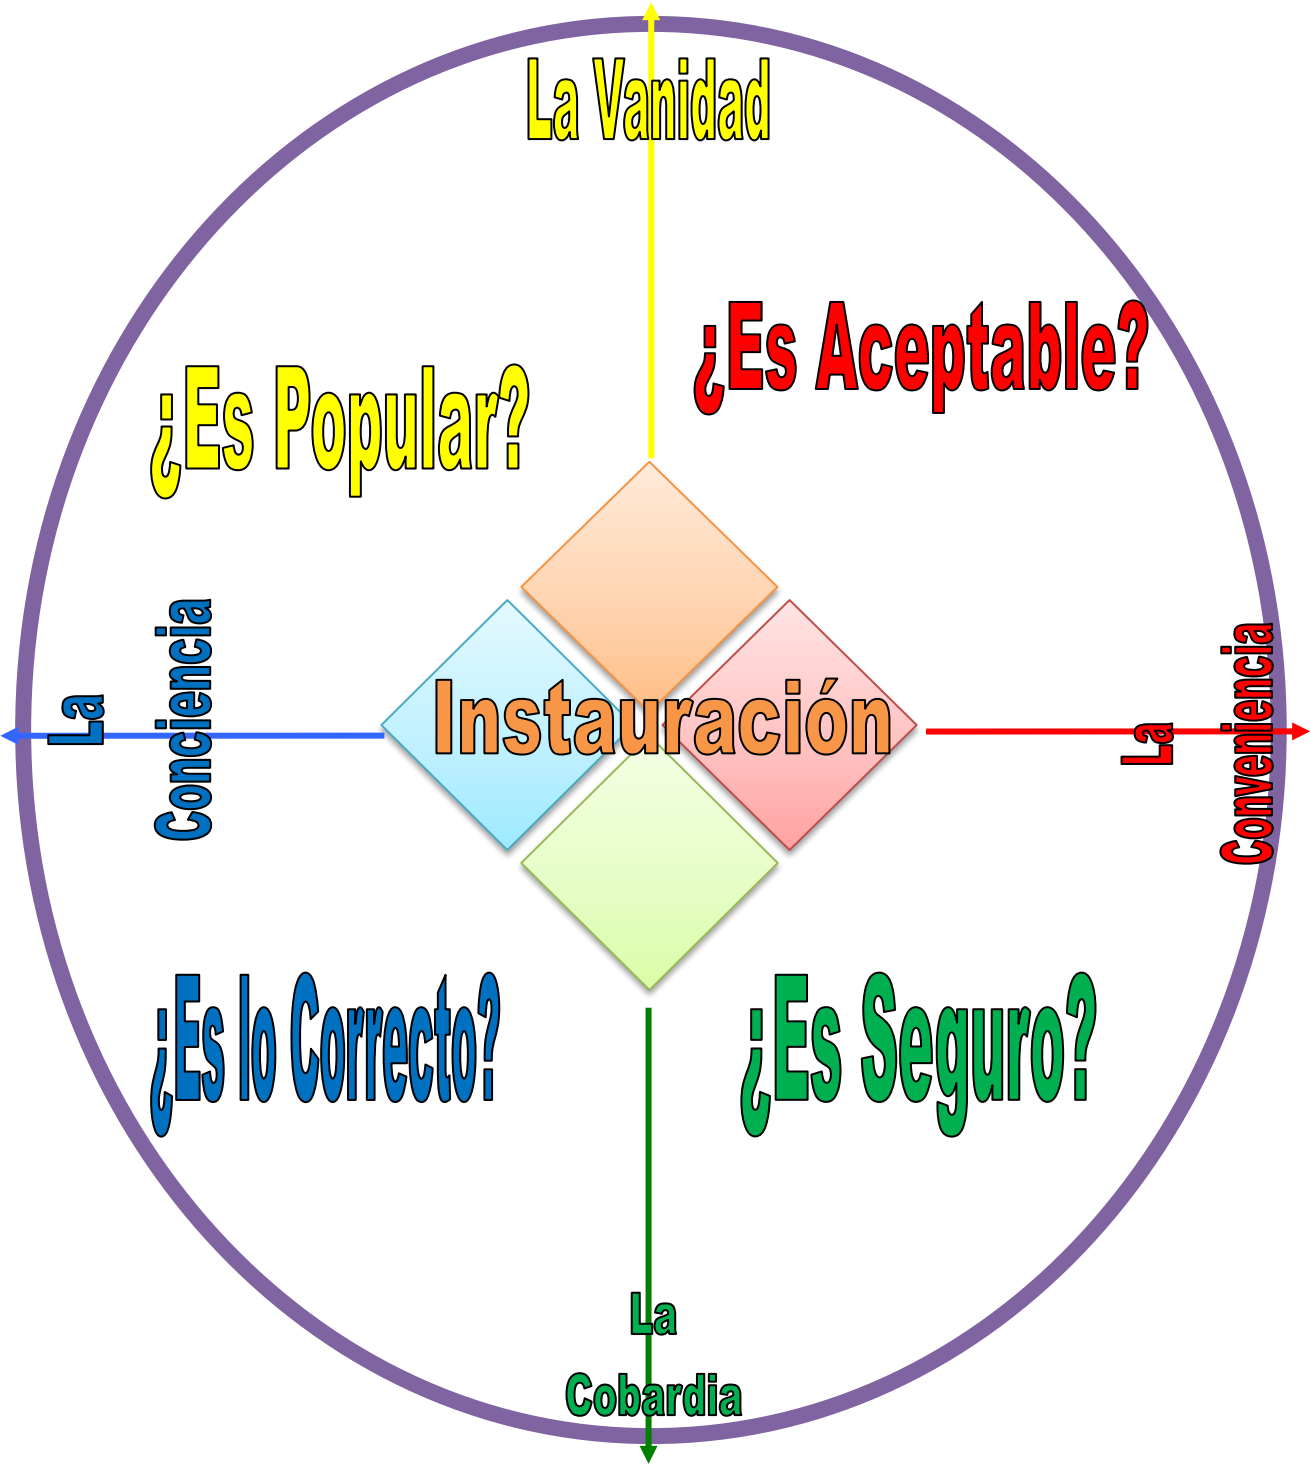 La Vanidad
¿Es Aceptable?
¿Es Popular?
La
Conciencia
Instauración
La
Conveniencia
¿Es lo Correcto?
¿Es Seguro?
La
Cobardia